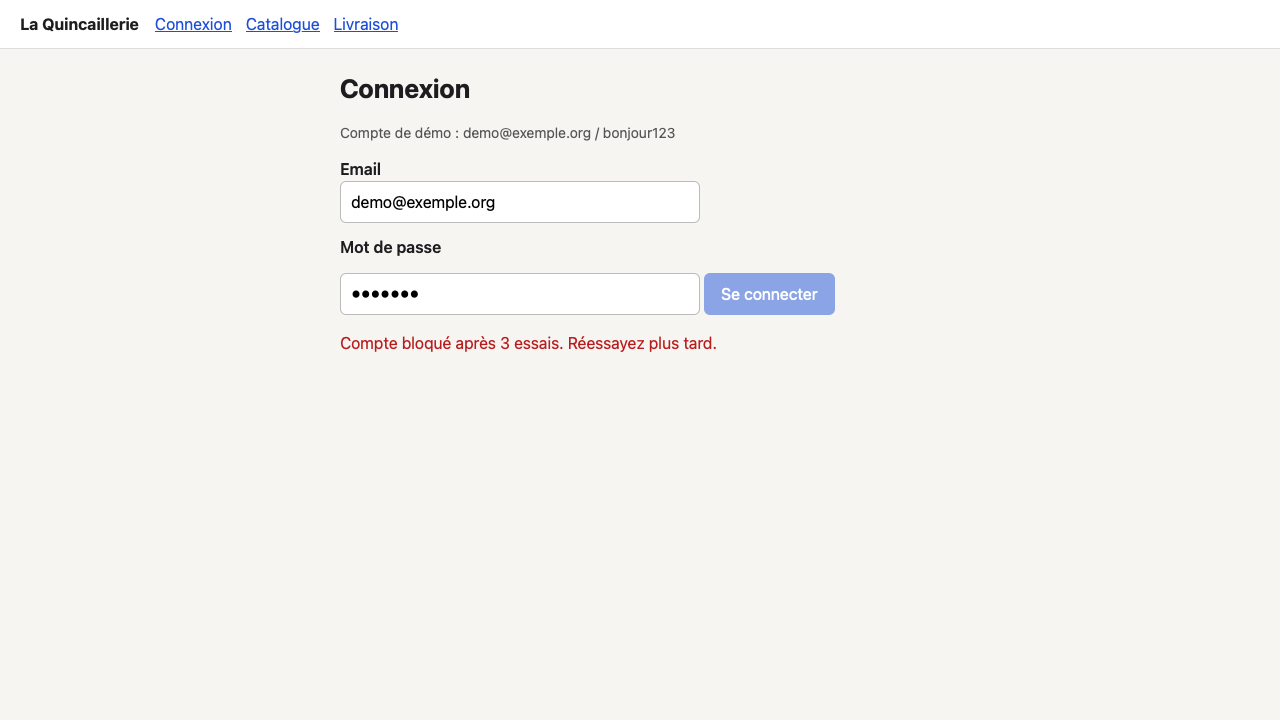 La Quincaillerie Connexion Catalogue Livraison
Connexion
Compte de démo : demo@exemple.org / bonjour123
Email
demo@exemple.org
Mot de passe
•••••••
Se connecter
Compte bloqué après 3 essais. Réessayez plus tard.